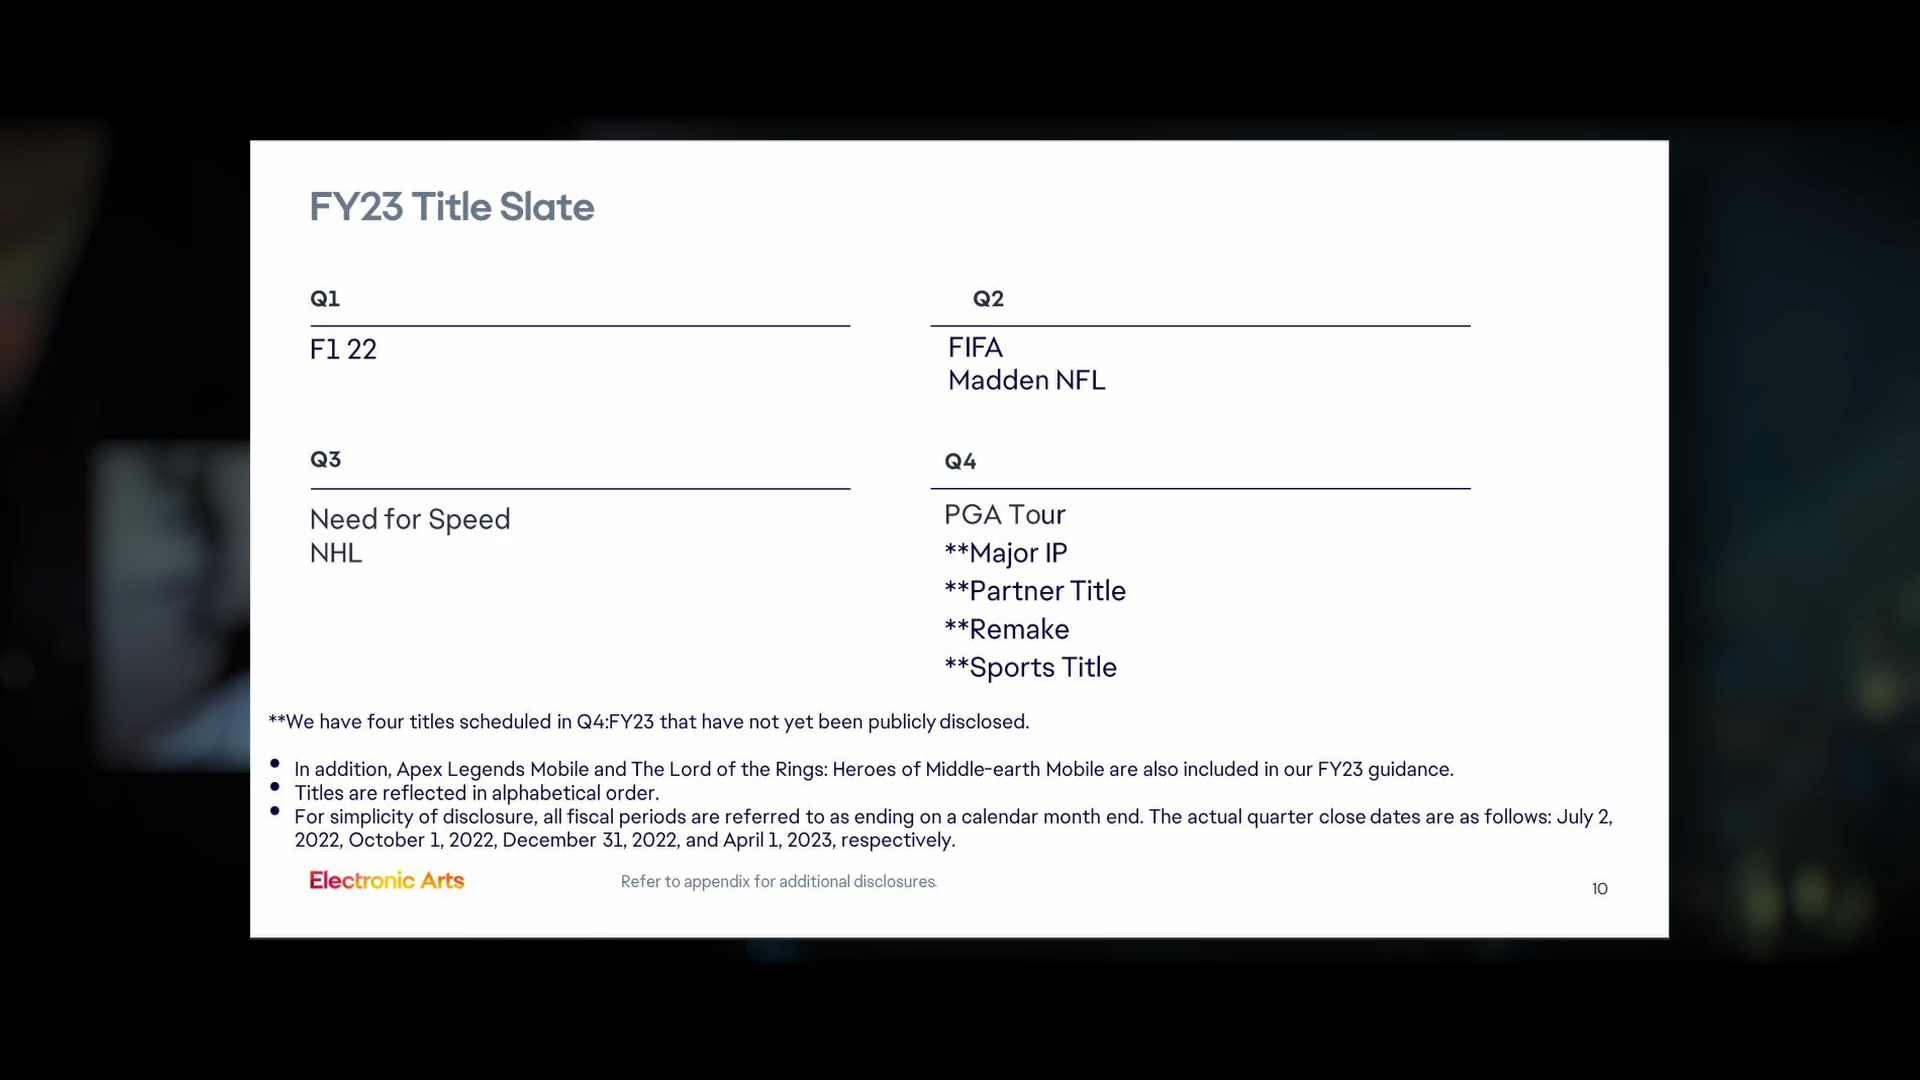 FY23 Title Slate
Q1
F1 22
Q2
FIFA
Madden NFL
Q3
Need for Speed
NHL
Q4
PGA Tour
**Major IP
**Partner Title
**Remake
**Sports Title
**We have four titles scheduled in Q4:FY23 that have not yet been publicly disclosed.
• In addition, Apex Legends Mobile and The Lord of the Rings: Heroes of Middle-earth Mobile are also included in our FY23 guidance.
• Titles are reflected in alphabetical order.
• For simplicity of disclosure, all fiscal periods are referred to as ending on a calendar month end. The actual quarter close dates are as follows: July 2,
2022, October 1, 2022, December 31, 2022, and April 1, 2023, respectively.
Electronic Arts
Refer to appendix for additional disclosures.
10